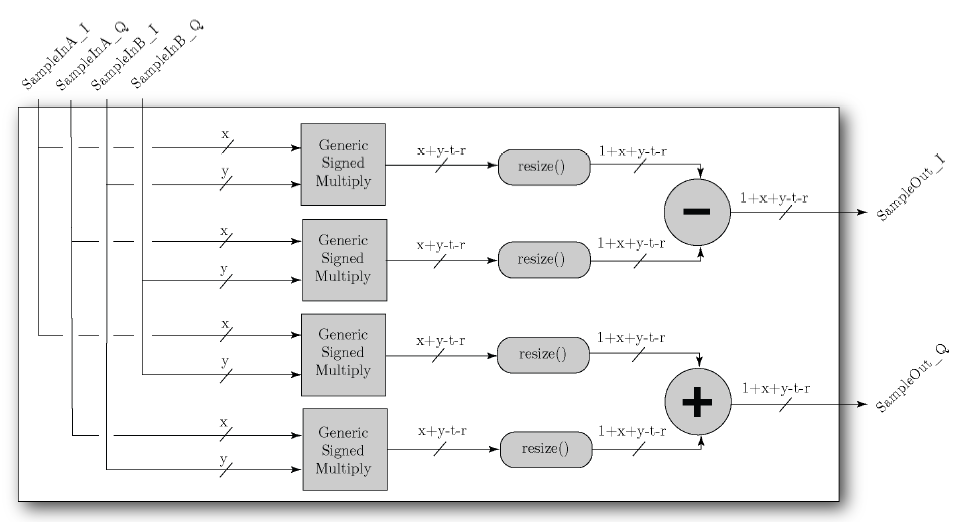 SampleInA_I
SampleInA_Q
SampleInB_I
SampleInB_Q
x
y
Generic
Signed
Multiply
x+y-t-r
resize()
1+x+y-t-r
−
1+x+y-t-r
SampleOut_I
x
y
Generic
Signed
Multiply
x+y-t-r
resize()
1+x+y-t-r
x
y
Generic
Signed
Multiply
x+y-t-r
resize()
1+x+y-t-r
+
1+x+y-t-r
SampleOut_Q
x
y
Generic
Signed
Multiply
x+y-t-r
resize()
1+x+y-t-r